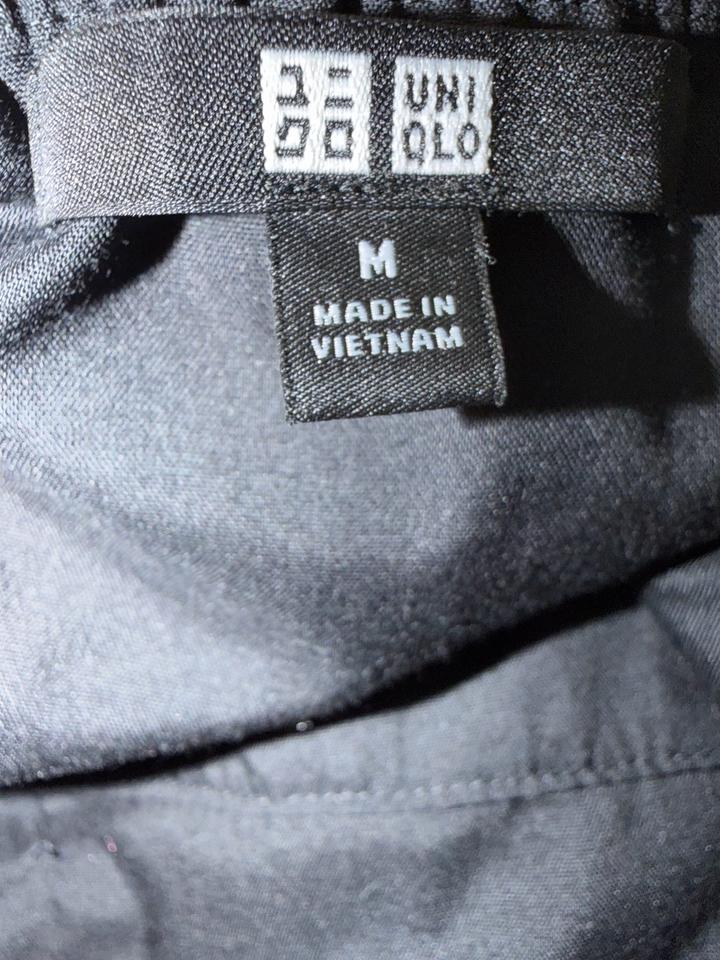 ユニ UNI
クロ QLO
M
MADE IN
VIETNAM